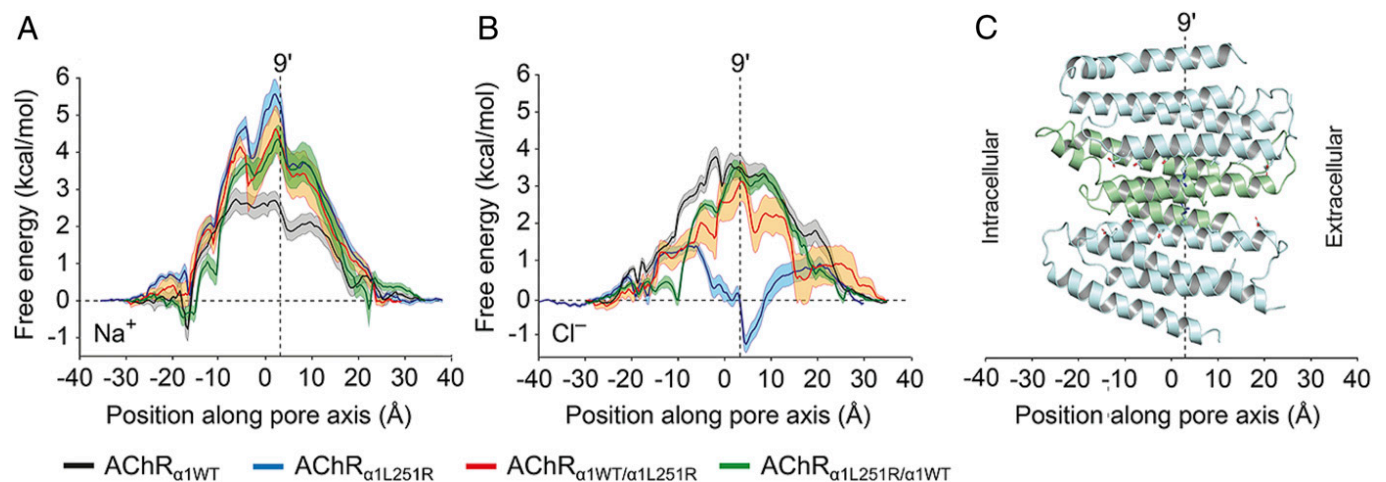 A
9'
Free energy (kcal/mol)
6
5
4
3
2
1
0
-1
Na⁺
-40 -30 -20 -10 0 10 20 30 40
Position along pore axis (Å)
B
9'
Free energy (kcal/mol)
6
5
4
3
2
1
0
-1
Cl⁻
-40 -30 -20 -10 0 10 20 30 40
Position along pore axis (Å)
C
9'
Intracellular
Extracellular
-40 -30 -20 -10 0 10 20 30 40
Position along pore axis (Å)
AChRα1WT
AChRα1L251R
AChRα1WT/α1L251R
AChRα1L251R/α1WT